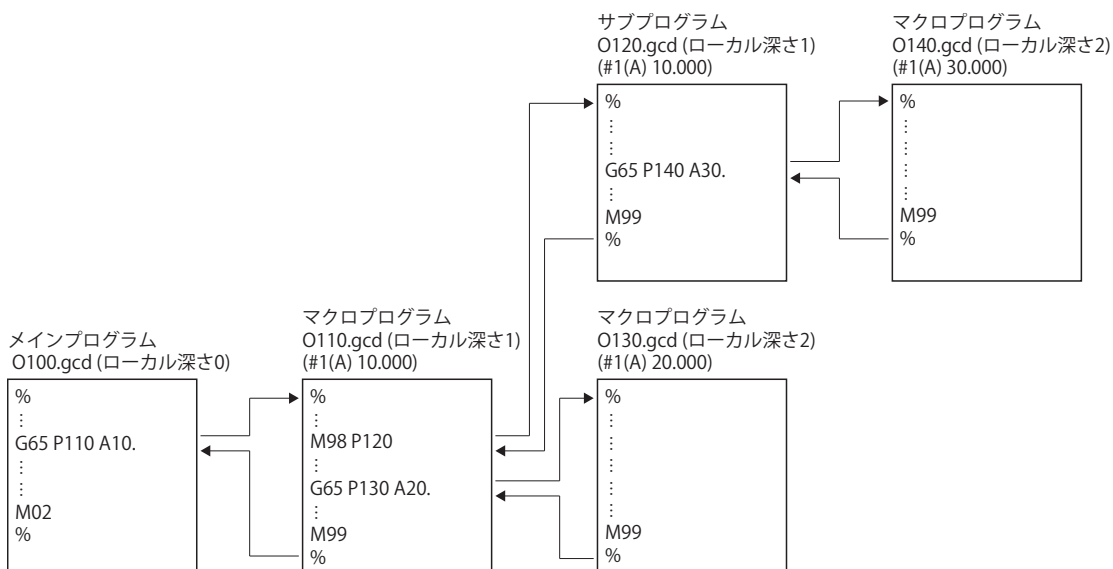 サブプログラム
O120.gcd (ローカル深さ1)
(#1(A) 10.000)
%
⋮
⋮
G65 P140 A30.
⋮
M99
%
マクロプログラム
O140.gcd (ローカル深さ2)
(#1(A) 30.000)
%
⋮
⋮
⋮
⋮
M99
%
メインプログラム
O100.gcd (ローカル深さ0)
%
⋮
G65 P110 A10.
⋮
⋮
M02
%
マクロプログラム
O110.gcd (ローカル深さ1)
(#1(A) 10.000)
%
⋮
M98 P120
⋮
G65 P130 A20.
⋮
M99
%
マクロプログラム
O130.gcd (ローカル深さ2)
(#1(A) 20.000)
%
⋮
⋮
⋮
⋮
M99
%